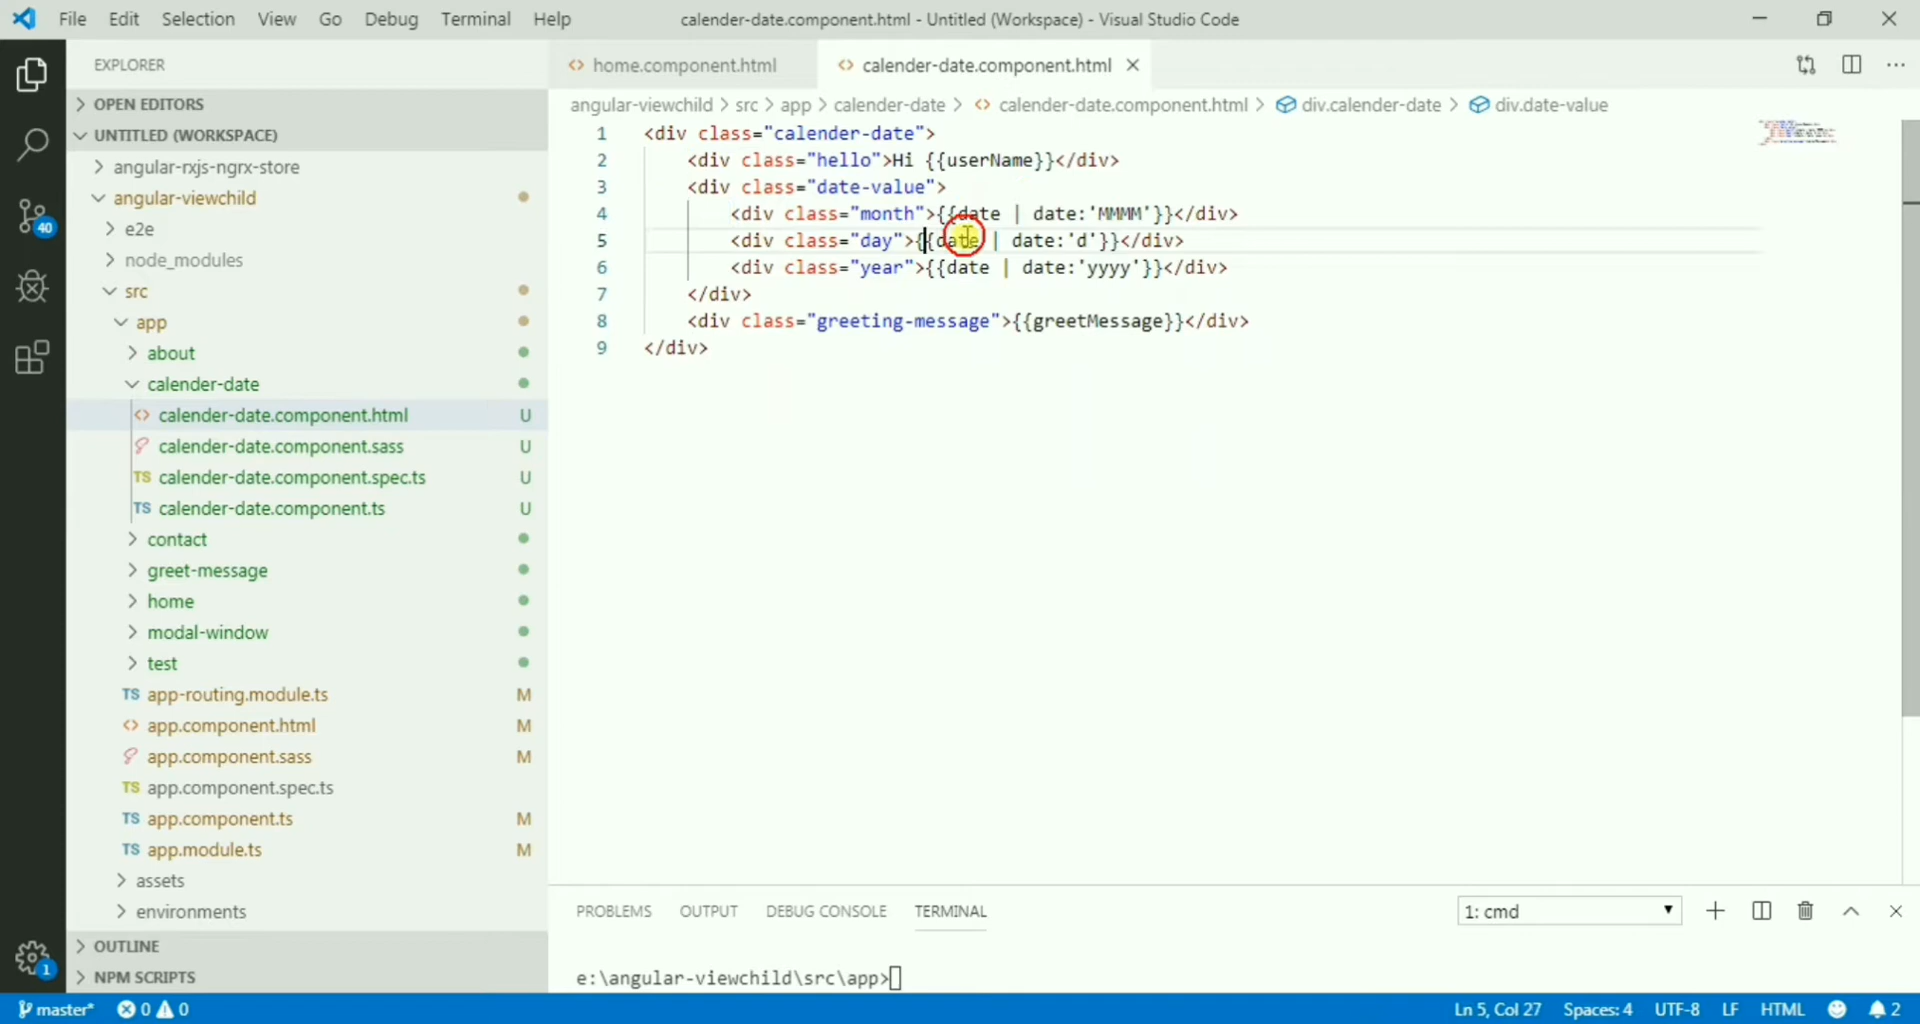 File Edit Selection View Go Debug Terminal Help calender-date.component.html - Untitled (Workspace) - Visual Studio Code
EXPLORER
OPEN EDITORS
UNTITLED (WORKSPACE)
angular-rxjs-ngrx-store
angular-viewchild
e2e
node_modules
src
app
about
calender-date
calender-date.component.html U
calender-date.component.sass U
TS calender-date.component.spec.ts U
TS calender-date.component.ts U
contact
greet-message
home
modal-window
test
TS app-routing.module.ts M
app.component.html M
app.component.sass M
TS app.component.spec.ts
TS app.component.ts M
TS app.module.ts M
assets
environments
OUTLINE
NPM SCRIPTS
40
1
home.component.html calender-date.component.html
angular-viewchild > src > app > calender-date > calender-date.component.html > div.calender-date > div.date-value
1 <div class="calender-date">
2 <div class="hello">Hi {{userName}}</div>
3 <div class="date-value">
4 <div class="month">{{date | date:'MMMM'}}</div>
5 <div class="day">{{date | date:'d'}}</div>
6 <div class="year">{{date | date:'yyyy'}}</div>
7 </div>
8 <div class="greeting-message">{{greetMessage}}</div>
9 </div>
PROBLEMS OUTPUT DEBUG CONSOLE TERMINAL 1: cmd
e:\angular-viewchild\src\app>
master* 0 0 Ln 5, Col 27 Spaces: 4 UTF-8 LF HTML 2